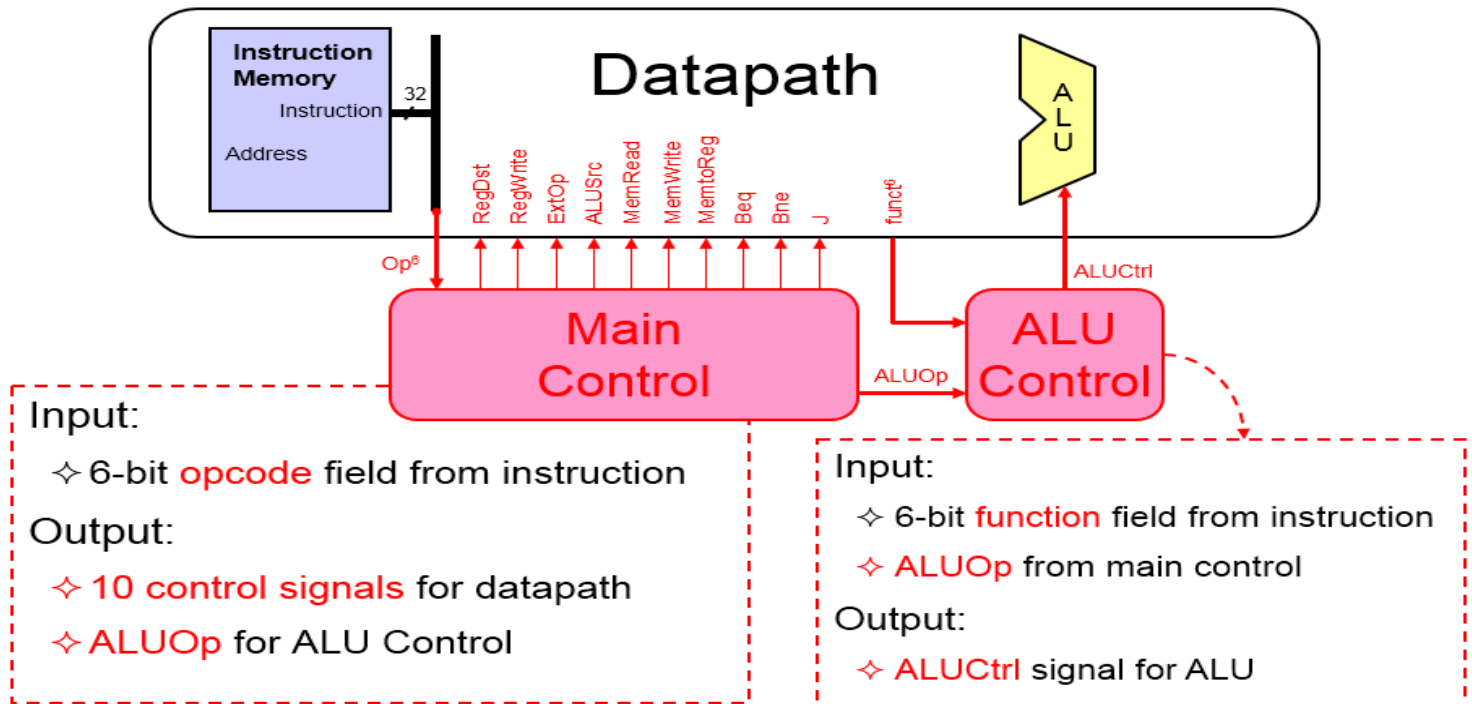 Instruction
Memory
Instruction
Address
32
Datapath
A
L
U
RegDst
RegWrite
ExtOp
ALUSrc
MemRead
MemWrite
MemtoReg
Beq
Bne
J
funct⁶
Op⁶
ALUCtrl
Main
Control
ALUOp
ALU
Control
Input:
✧ 6-bit opcode field from instruction
Output:
✧ 10 control signals for datapath
✧ ALUOp for ALU Control
Input:
✧ 6-bit function field from instruction
✧ ALUOp from main control
Output:
✧ ALUCtrl signal for ALU